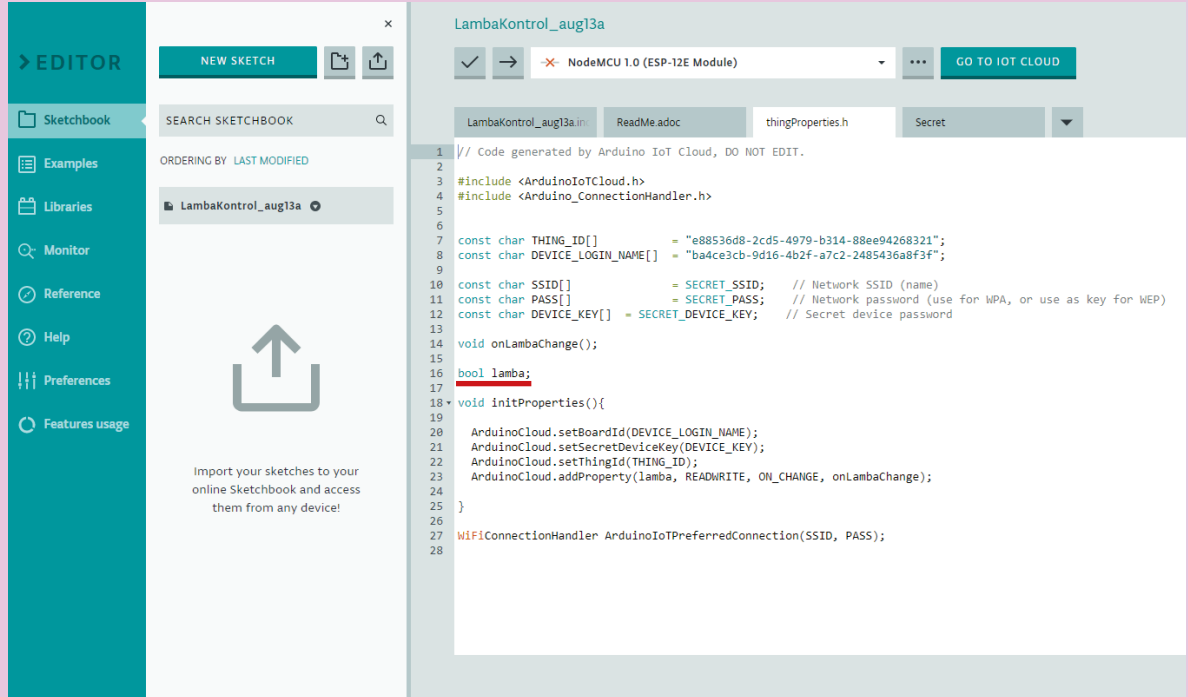 EDITOR
Sketchbook
Examples
Libraries
Monitor
Reference
Help
Preferences
Features usage
NEW SKETCH
SEARCH SKETCHBOOK
ORDERING BY LAST MODIFIED
LambaKontrol_aug13a
Import your sketches to your
online Sketchbook and access
them from any device!
LambaKontrol_aug13a
NodeMCU 1.0 (ESP-12E Module)
GO TO IOT CLOUD
LambaKontrol_aug13a.in
ReadMe.adoc
thingProperties.h
Secret
1 // Code generated by Arduino IoT Cloud, DO NOT EDIT.
2
3 #include <ArduinoIoTCloud.h>
4 #include <Arduino_ConnectionHandler.h>
5
6
7 const char THING_ID[] = "e88536d8-2cd5-4979-b314-88ee94268321";
8 const char DEVICE_LOGIN_NAME[] = "ba4ce3cb-9d16-4b2f-a7c2-2485436a8f3f";
9
10 const char SSID[] = SECRET_SSID; // Network SSID (name)
11 const char PASS[] = SECRET_PASS; // Network password (use for WPA, or use as key for WEP)
12 const char DEVICE_KEY[] = SECRET_DEVICE_KEY; // Secret device password
13
14 void onLambaChange();
15
16 bool lamba;
17
18 void initProperties(){
19
20 ArduinoCloud.setBoardId(DEVICE_LOGIN_NAME);
21 ArduinoCloud.setSecretDeviceKey(DEVICE_KEY);
22 ArduinoCloud.setThingId(THING_ID);
23 ArduinoCloud.addProperty(lamba, READWRITE, ON_CHANGE, onLambaChange);
24
25 }
26
27 WiFiConnectionHandler ArduinoIoTPreferredConnection(SSID, PASS);
28